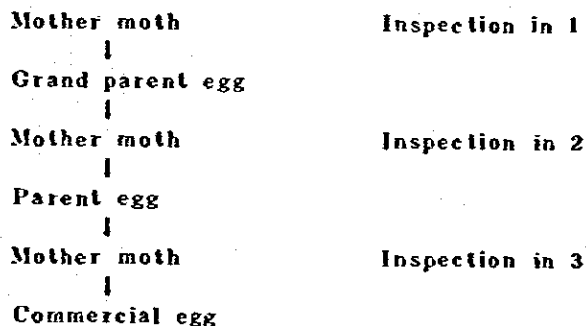 Mother moth Inspection in 1
Grand parent egg
Mother moth Inspection in 2
Parent egg
Mother moth Inspection in 3
Commercial egg